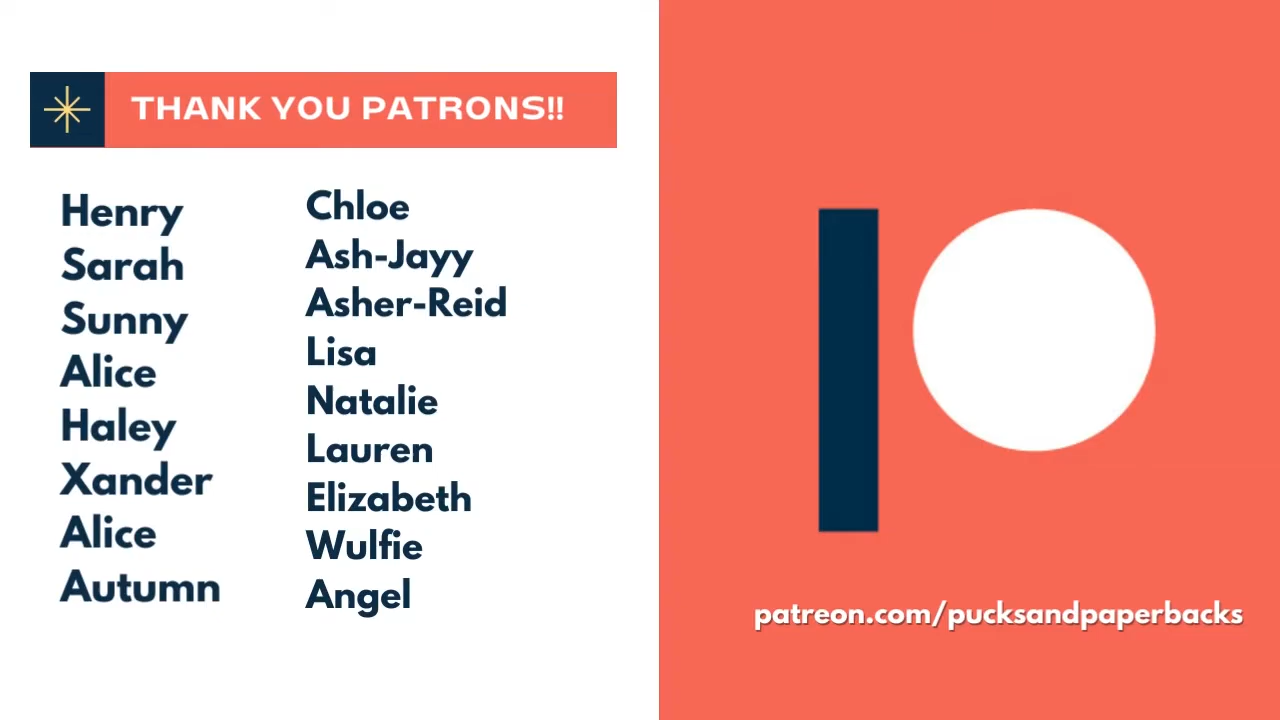 THANK YOU PATRONS!!
Henry
Sarah
Sunny
Alice
Haley
Xander
Alice
Autumn
Chloe
Ash-Jayy
Asher-Reid
Lisa
Natalie
Lauren
Elizabeth
Wulfie
Angel
patreon.com/pucksandpaperbacks